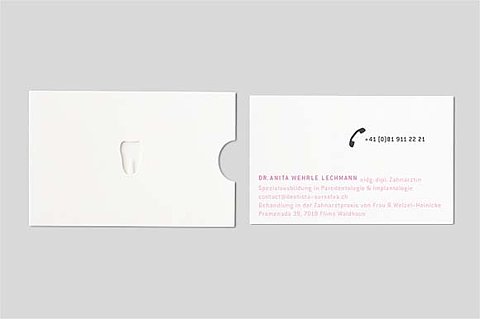 +41 (0)81 911 22 21
DR.ANITA WEHRLE LECHMANN eidg.dipl. Zahnärztin
Spezialausbildung in Parodontologie & Implantologie
Behandlung in der Zahnarztpraxis von Frau R Welzel-Heinicke
Promenada 39, 7018 Flims Waldhaus